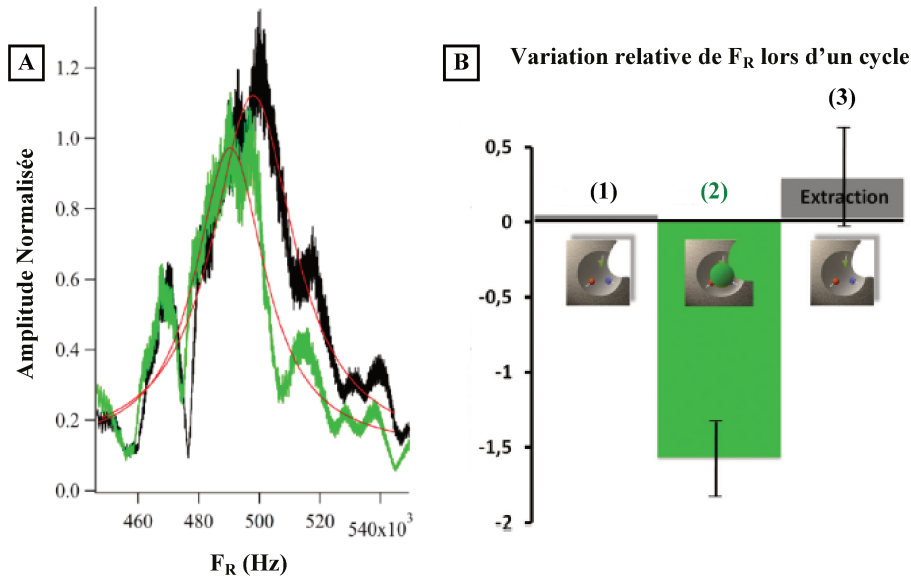 A
Amplitude Normalisée
1.2
1.0
0.8
0.6
0.4
0.2
0.0
460
480
500
520
540x10³
F_R (Hz)
B
Variation relative de F_R lors d’un cycle
(1)
(2)
(3)
0,5
0
-0,5
-1
-1,5
-2
Extraction